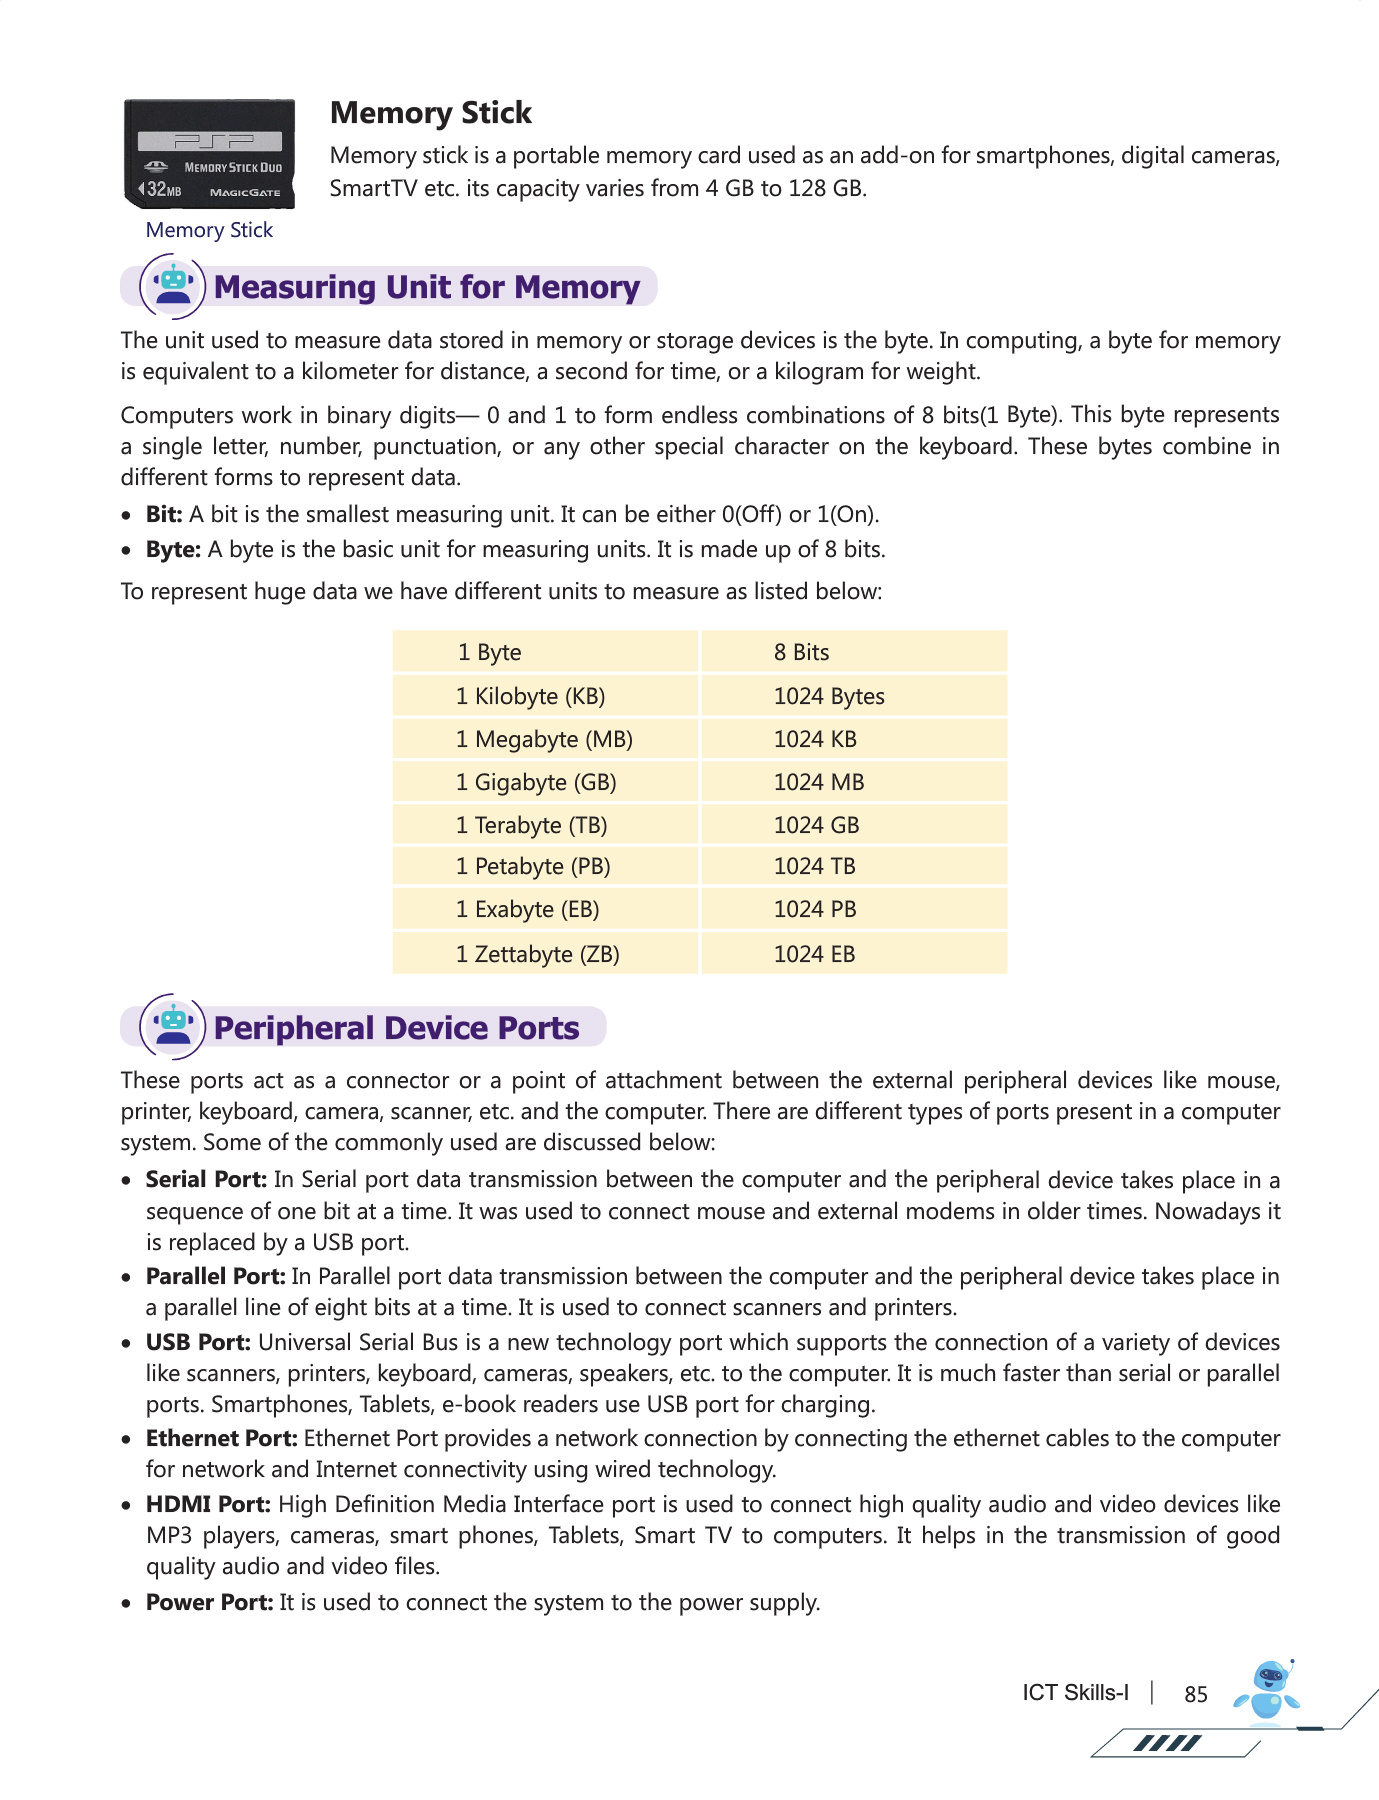 PSP
MEMORY STICK DUO
32MB MAGICGATE
Memory Stick
Memory Stick
Memory stick is a portable memory card used as an add-on for smartphones, digital cameras,
SmartTV etc. its capacity varies from 4 GB to 128 GB.
Measuring Unit for Memory
The unit used to measure data stored in memory or storage devices is the byte. In computing, a byte for memory
is equivalent to a kilometer for distance, a second for time, or a kilogram for weight.
Computers work in binary digits— 0 and 1 to form endless combinations of 8 bits(1 Byte). This byte represents
a single letter, number, punctuation, or any other special character on the keyboard. These bytes combine in
different forms to represent data.
• Bit: A bit is the smallest measuring unit. It can be either 0(Off) or 1(On).
• Byte: A byte is the basic unit for measuring units. It is made up of 8 bits.
To represent huge data we have different units to measure as listed below:
1 Byte 8 Bits
1 Kilobyte (KB) 1024 Bytes
1 Megabyte (MB) 1024 KB
1 Gigabyte (GB) 1024 MB
1 Terabyte (TB) 1024 GB
1 Petabyte (PB) 1024 TB
1 Exabyte (EB) 1024 PB
1 Zettabyte (ZB) 1024 EB
Peripheral Device Ports
These ports act as a connector or a point of attachment between the external peripheral devices like mouse,
printer, keyboard, camera, scanner, etc. and the computer. There are different types of ports present in a computer
system. Some of the commonly used are discussed below:
• Serial Port: In Serial port data transmission between the computer and the peripheral device takes place in a
sequence of one bit at a time. It was used to connect mouse and external modems in older times. Nowadays it
is replaced by a USB port.
• Parallel Port: In Parallel port data transmission between the computer and the peripheral device takes place in
a parallel line of eight bits at a time. It is used to connect scanners and printers.
• USB Port: Universal Serial Bus is a new technology port which supports the connection of a variety of devices
like scanners, printers, keyboard, cameras, speakers, etc. to the computer. It is much faster than serial or parallel
ports. Smartphones, Tablets, e-book readers use USB port for charging.
• Ethernet Port: Ethernet Port provides a network connection by connecting the ethernet cables to the computer
for network and Internet connectivity using wired technology.
• HDMI Port: High Definition Media Interface port is used to connect high quality audio and video devices like
MP3 players, cameras, smart phones, Tablets, Smart TV to computers. It helps in the transmission of good
quality audio and video files.
• Power Port: It is used to connect the system to the power supply.
ICT Skills-I | 85